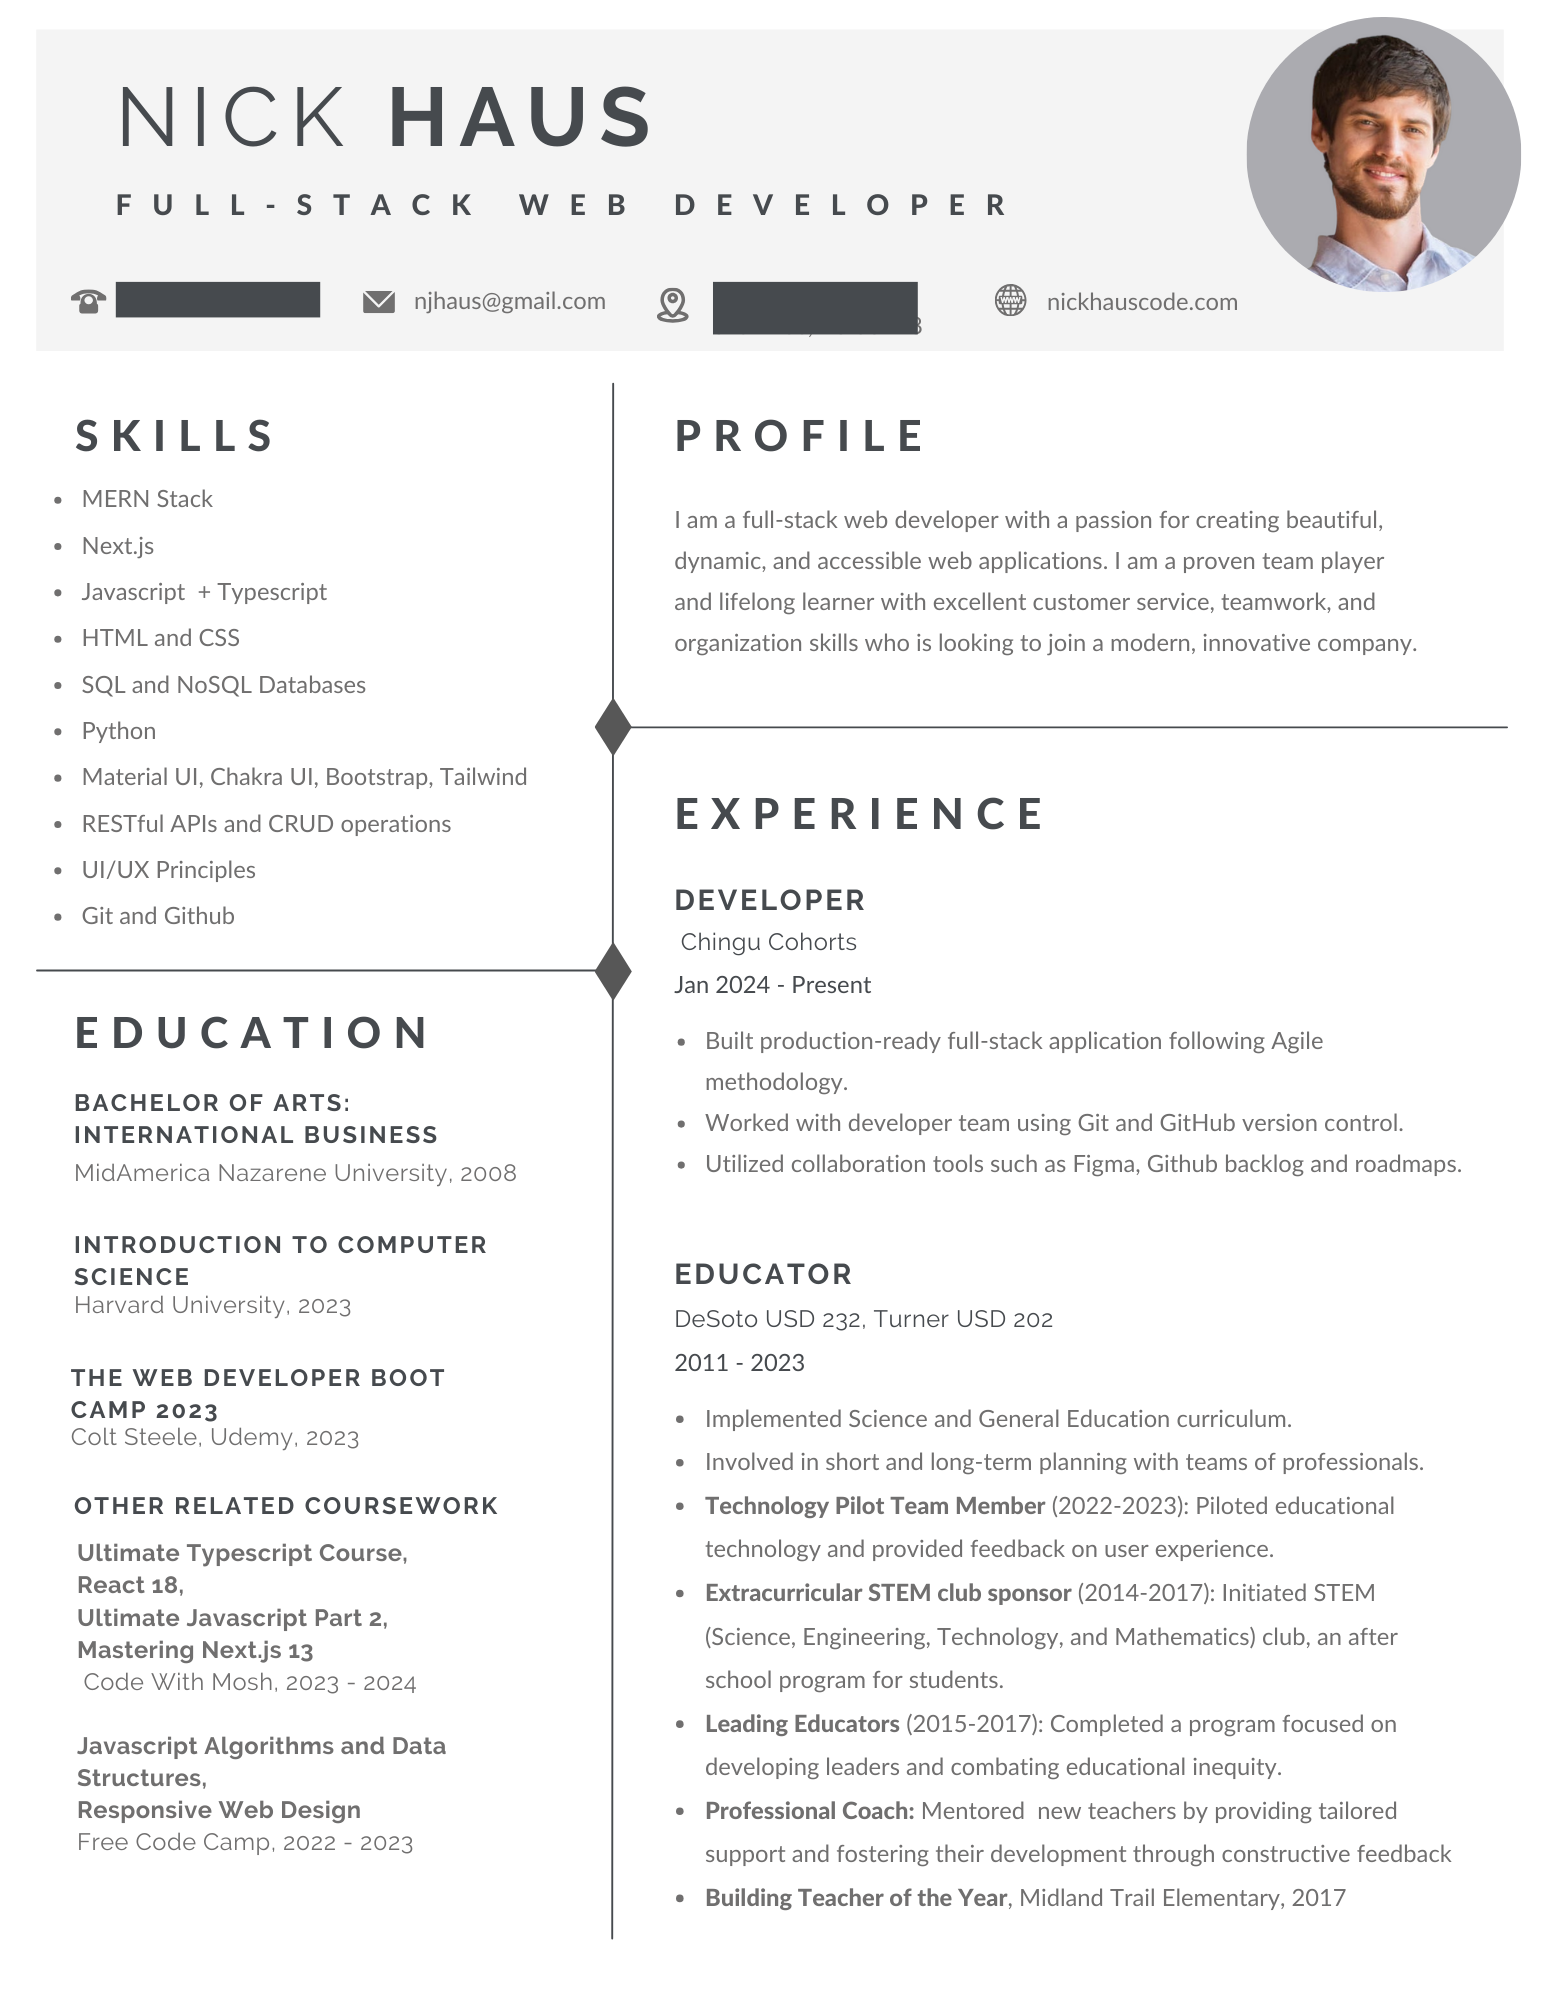 NICK HAUS
FULL-STACK WEB DEVELOPER
njhaus@gmail.com
nickhauscode.com
SKILLS
• MERN Stack
• Next.js
• Javascript + Typescript
• HTML and CSS
• SQL and NoSQL Databases
• Python
• Material UI, Chakra UI, Bootstrap, Tailwind
• RESTful APIs and CRUD operations
• UI/UX Principles
• Git and Github
EDUCATION
BACHELOR OF ARTS:
INTERNATIONAL BUSINESS
MidAmerica Nazarene University, 2008
INTRODUCTION TO COMPUTER
SCIENCE
Harvard University, 2023
THE WEB DEVELOPER BOOT
CAMP 2023
Colt Steele, Udemy, 2023
OTHER RELATED COURSEWORK
Ultimate Typescript Course,
React 18,
Ultimate Javascript Part 2,
Mastering Next.js 13
Code With Mosh, 2023 - 2024
Javascript Algorithms and Data
Structures,
Responsive Web Design
Free Code Camp, 2022 - 2023
PROFILE
I am a full-stack web developer with a passion for creating beautiful,
dynamic, and accessible web applications. I am a proven team player
and lifelong learner with excellent customer service, teamwork, and
organization skills who is looking to join a modern, innovative company.
EXPERIENCE
DEVELOPER
Chingu Cohorts
Jan 2024 - Present
• Built production-ready full-stack application following Agile
methodology.
• Worked with developer team using Git and GitHub version control.
• Utilized collaboration tools such as Figma, Github backlog and roadmaps.
EDUCATOR
DeSoto USD 232, Turner USD 202
2011 - 2023
• Implemented Science and General Education curriculum.
• Involved in short and long-term planning with teams of professionals.
• Technology Pilot Team Member (2022-2023): Piloted educational
technology and provided feedback on user experience.
• Extracurricular STEM club sponsor (2014-2017): Initiated STEM
(Science, Engineering, Technology, and Mathematics) club, an after
school program for students.
• Leading Educators (2015-2017): Completed a program focused on
developing leaders and combating educational inequity.
• Professional Coach: Mentored  new teachers by providing tailored
support and fostering their development through constructive feedback
• Building Teacher of the Year, Midland Trail Elementary, 2017